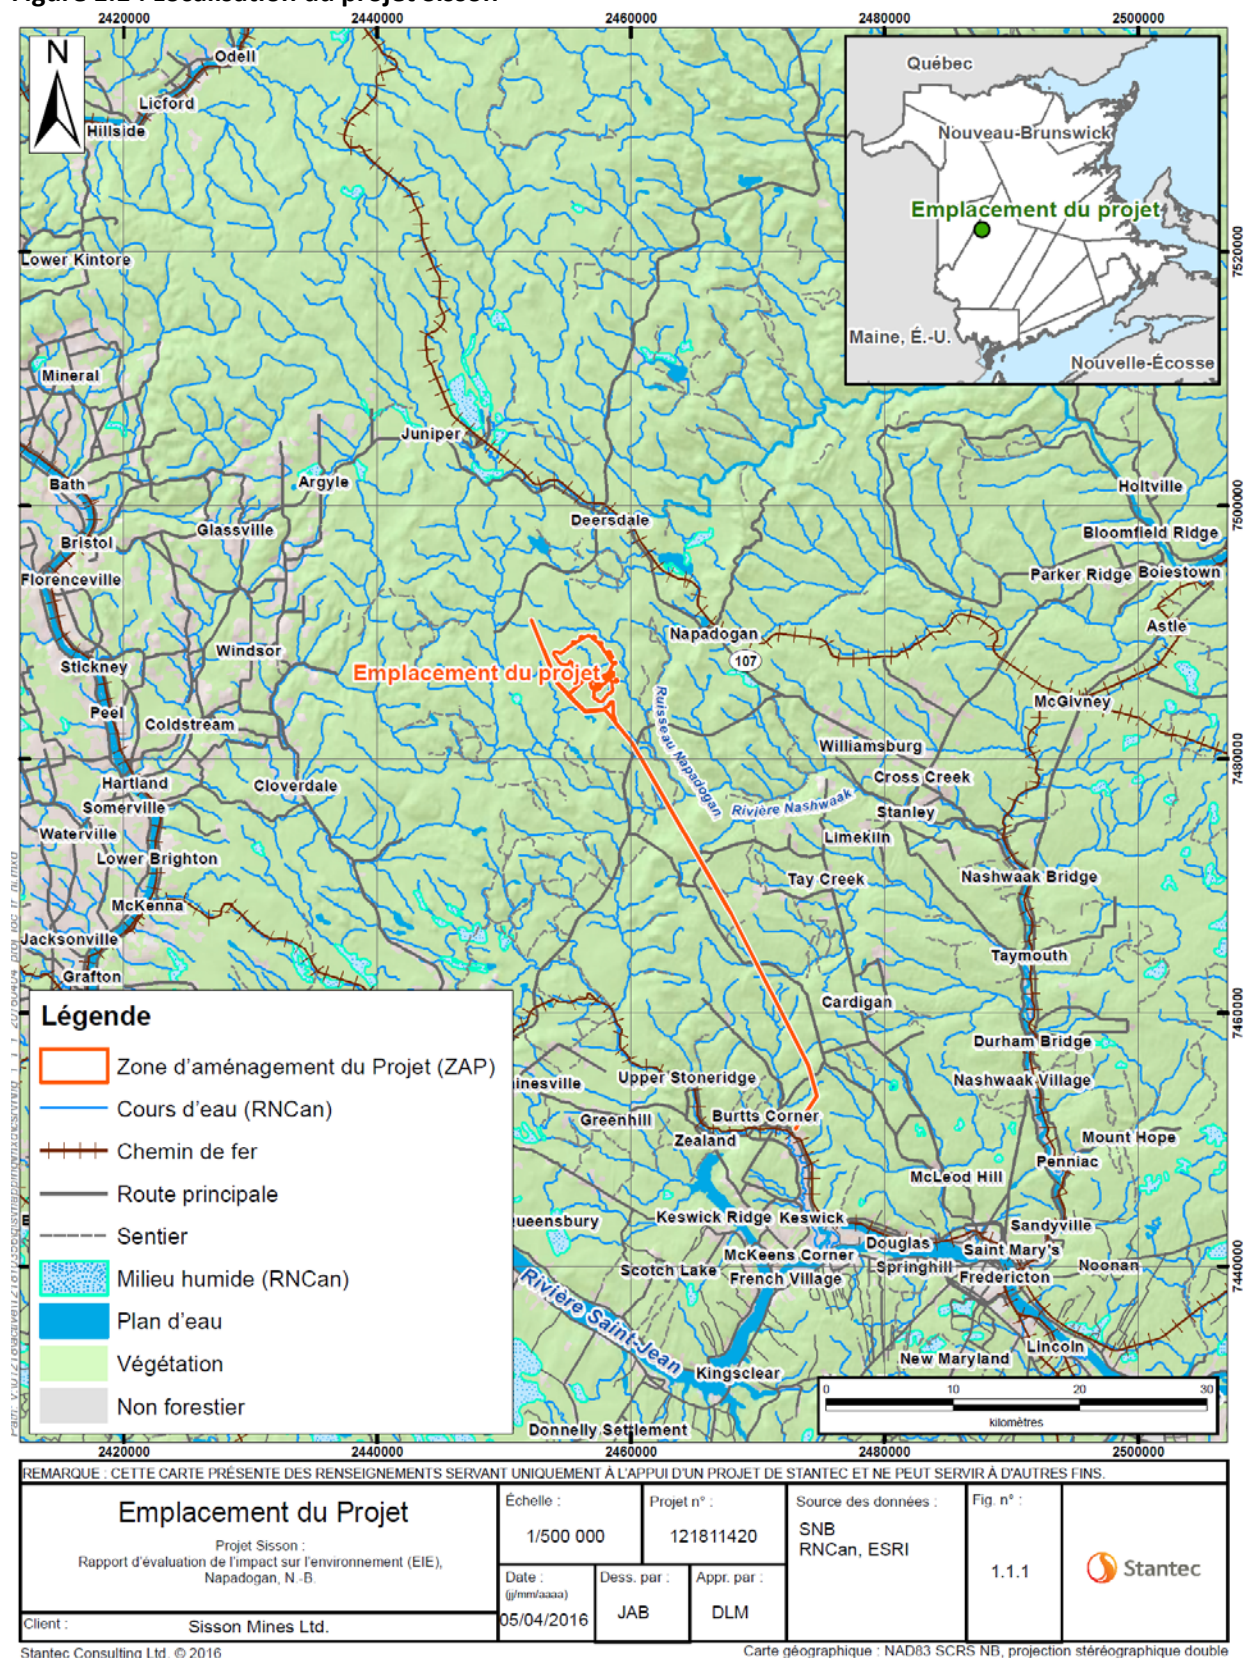 Figure 1.1 : Localisation du projet Sisson
2420000 2440000 2460000 2480000 2500000
N
Odell
Licford
Hillside
Lower Kintore
Mineral
Juniper
Bath
Argyle
Glassville
Bristol
Florenceville
Deersdale
Holtville
Bloomfield Ridge
Parker Ridge
Boiestown
Astle
Napadogan
107
Windsor
Stickney
Emplacement du projet
Peel
Coldstream
McGivney
Ruisseau Napadogan
Williamsburg
Cross Creek
Hartland
Somerville
Cloverdale
Rivière Nashwaak
Stanley
Waterville
Limekiln
Lower Brighton
Tay Creek
Nashwaak Bridge
McKenna
Jacksonville
Grafton
Taymouth
Cardigan
Durham Bridge
Nashwaak Village
Upper Stoneridge
inesville
Burtts Corner
Greenhill
Zealand
Mount Hope
Penniac
McLeod Hill
Keswick Ridge
Keswick
Sandyville
Queensbury
Douglas
Saint Mary's
McKeens Corner
Scotch Lake
French Village
Springhill
Fredericton
Noonan
Rivière Saint-Jean
Lincoln
New Maryland
Kingsclear
Donnelly Settlement
Québec
Nouveau-Brunswick
Emplacement du projet
Maine, É.-U.
Nouvelle-Écosse
7520000
7500000
7480000
7460000
7440000
Légende
Zone d'aménagement du Projet (ZAP)
Cours d'eau (RNCan)
Chemin de fer
Route principale
Sentier
Milieu humide (RNCan)
Plan d'eau
Végétation
Non forestier
0 10 20 30
kilomètres
2420000 2440000 2460000 2480000 2500000
REMARQUE : CETTE CARTE PRÉSENTE DES RENSEIGNEMENTS SERVANT UNIQUEMENT À L'APPUI D'UN PROJET DE STANTEC ET NE PEUT SERVIR À D'AUTRES FINS.
Emplacement du Projet
Projet Sisson :
Rapport d'évaluation de l'impact sur l'environnement (EIE),
Napadogan, N.-B.
Client : Sisson Mines Ltd.
Échelle :
1/500 000
Projet n° :
121811420
Date :
(jj/mm/aaaa)
05/04/2016
Dess. par :
JAB
Appr. par :
DLM
Source des données :
SNB
RNCan, ESRI
Fig. n° :
1.1.1
Stantec
Stantec Consulting Ltd. © 2016
Carte géographique : NAD83 SCRS NB, projection stéréographique double